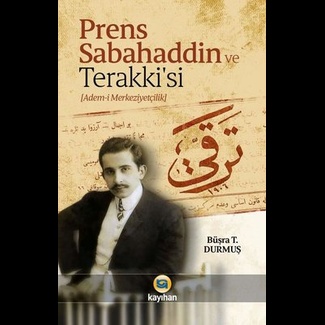 Prens
Sabahaddin ve
Terakki'si
[Adem-i Merkeziyetçilik]
ترقى
Büşra T.
DURMUŞ
kayıhan